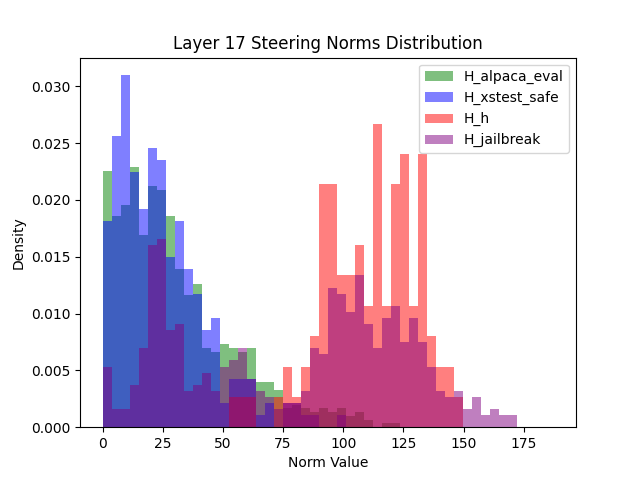 Layer 17 Steering Norms Distribution
H_alpaca_eval
H_xstest_safe
H_h
H_jailbreak
Density
0.030
0.025
0.020
0.015
0.010
0.005
0.000
0 25 50 75 100 125 150 175
Norm Value